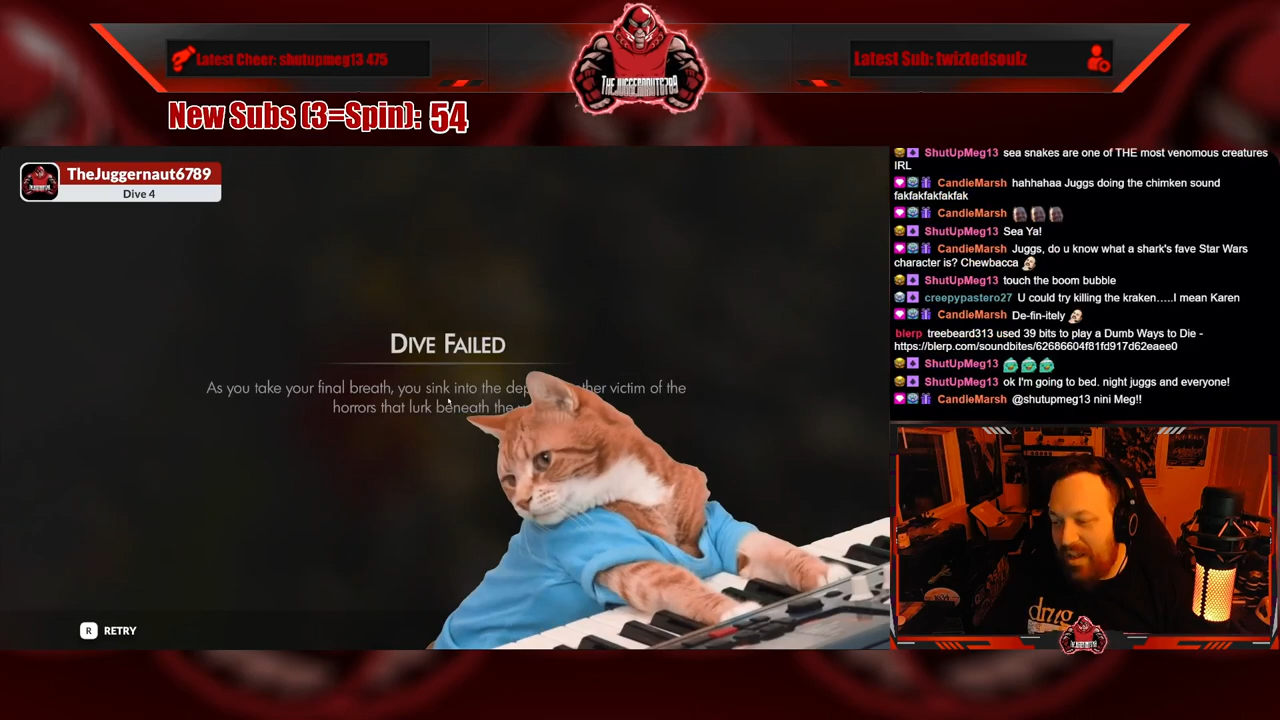 Latest Cheer: shutupmeg13 475
THEJUGGERNAUT6789
Latest Sub: twiztedsoulz
New Subs (3=Spin): 54
TheJuggernaut6789
Dive 4
DIVE FAILED
As you take your final breath, you sink into the dep ther victim of the
horrors that lurk beneath the
R RETRY
ShutUpMeg13 sea snakes are one of THE most venomous creatures
IRL
CandieMarsh hahhahaa Juggs doing the chimken sound
fakfakfakfakfak
CandieMarsh
ShutUpMeg13 Sea Ya!
CandieMarsh Juggs, do u know what a shark's fave Star Wars
character is? Chewbacca
ShutUpMeg13 touch the boom bubble
creepypastero27 U could try killing the kraken.....I mean Karen
CandieMarsh De-fin-itely
blerp treebeard313 used 39 bits to play a Dumb Ways to Die -
https://blerp.com/soundbites/62686604f81fd917d62eaee0
ShutUpMeg13
ShutUpMeg13 ok I'm going to bed. night juggs and everyone!
CandieMarsh @shutupmeg13 nini Meg!!